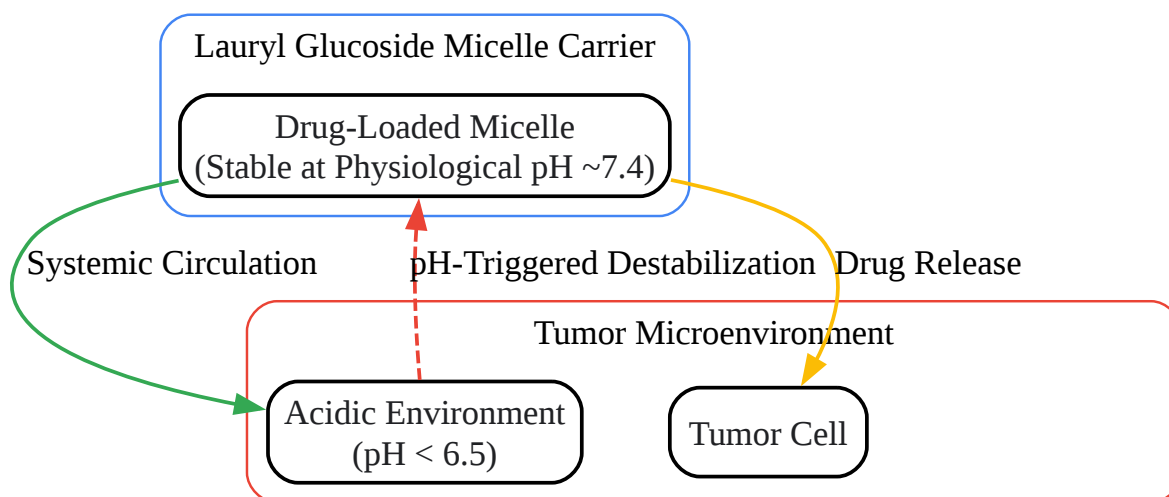 Lauryl Glucoside Micelle Carrier
Drug-Loaded Micelle
(Stable at Physiological pH ~7.4)
Systemic Circulation
pH-Triggered Destabilization
Drug Release
Tumor Microenvironment
Acidic Environment
(pH < 6.5)
Tumor Cell